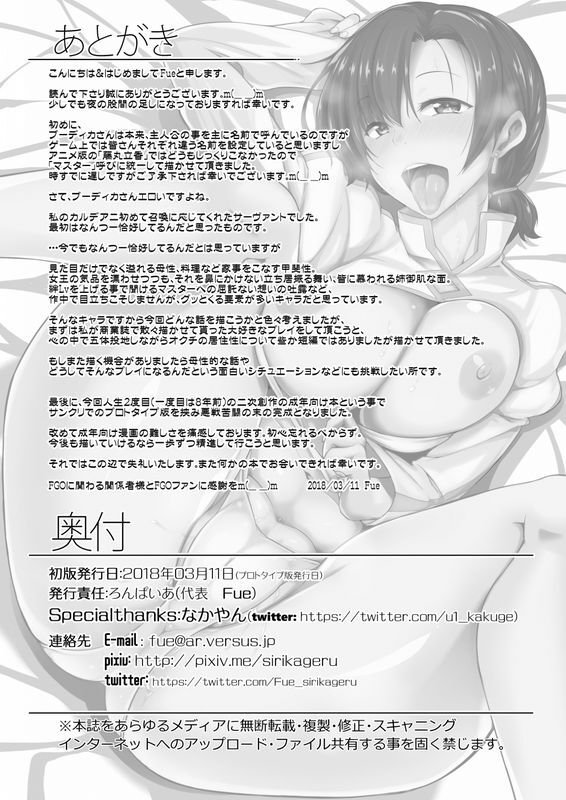 あとがき
こんにちは&はじめましてFueと申します。
読んで下さり誠にありがとうございます。m(__)m
少しでも夜の股間の足しになっておりますれば幸いです。
初めに、
ブーディカさんは本来、主人公の事を主に名前で呼んでいるのですが
ゲーム上では皆さんそれぞれ違う名前を設定していると思いますし
アニメ版の「藤丸立香」ではどうもじっくりこなかったので
「マスター」呼びに統一して描かせて頂きました。
時すでに遅しですがご了承下されば幸いでございます。m(__)m
さて、ブーディカさんエロいですよね。
私のカルデアに初めて召喚に応じてくれたサーヴァントでした。
最初はなんつー恰好してるんだと思ったものです。
…今でもなんつー恰好してるんだとは思っていますが
見た目だけでなく溢れる母性、料理など家事をこなす甲斐性。
女王の気品を漂わせつつも、それを鼻にかけない立ち居振る舞い、皆に慕われる姉御肌な面。
絆Lvを上げる事で聞けるマスターへの屈託ない想いの吐露など、
作中で目立ちこそしませんが、グッとくる要素が多いキャラだと思っています。
そんなキャラですから今回どんな話を描こうかと色々考えましたが、
まずは私が商業誌で散々描かせて貰った大好きなプレイをして頂こうと、
心の中で五体投地しながらオクチの居住性について些か短編ではありましたが描かせて頂きました。
もしまた描く機会がありましたら母性的な話や
どうしてそんなプレイになるんだという面白いシチュエーションなどにも挑戦したい所です。
最後に、今回人生2度目(一度目は8年前)の二次創作の成年向け本という事で
サンクリでのプロトタイプ版を挟み悪戦苦闘の末の完成となりました。
改めて成年向け漫画の難しさを痛感しております。初心忘れるべからず。
今後も描いていけるなら一歩ずつ精進して行こうと思います。
それではこの辺で失礼いたします。また何かの本でお会いできれば幸いです。
FGOに関わる関係者様とFGOファンに感謝をm(__)m 2018/03/11 Fue
奥付
初版発行日:2018年03月11日(プロトタイプ版発行日)
発行責任:ろんぱいあ(代表 Fue)
Specialthanks:なかやん(twitter: https://twitter.com/u1_kakuge)
連絡先 E-mail: fue@ar.versus.jp
pixiv: http://pixiv.me/sirikageru
twitter: https://twitter.com/Fue_sirikageru
※本誌をあらゆるメディアに無断転載・複製・修正・スキャニング
インターネットへのアップロード・ファイル共有する事を固く禁じます。